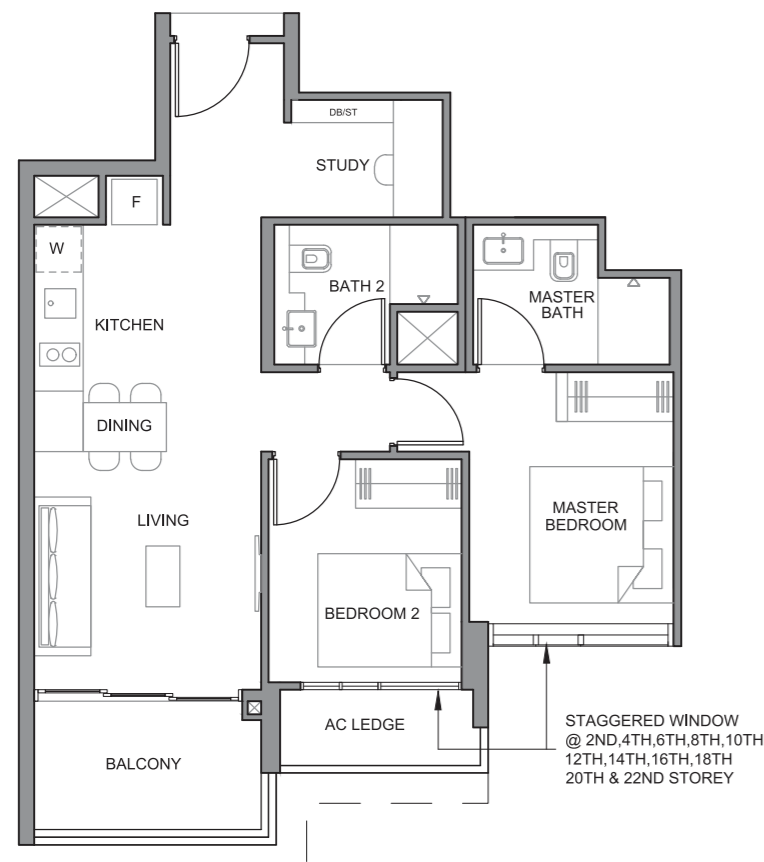 DB/ST
STUDY
F
W
BATH 2
MASTER
BATH
KITCHEN
DINING
MASTER
BEDROOM
LIVING
BEDROOM 2
AC LEDGE
STAGGERED WINDOW
@ 2ND,4TH,6TH,8TH,10TH
12TH,14TH,16TH,18TH
20TH & 22ND STOREY
BALCONY